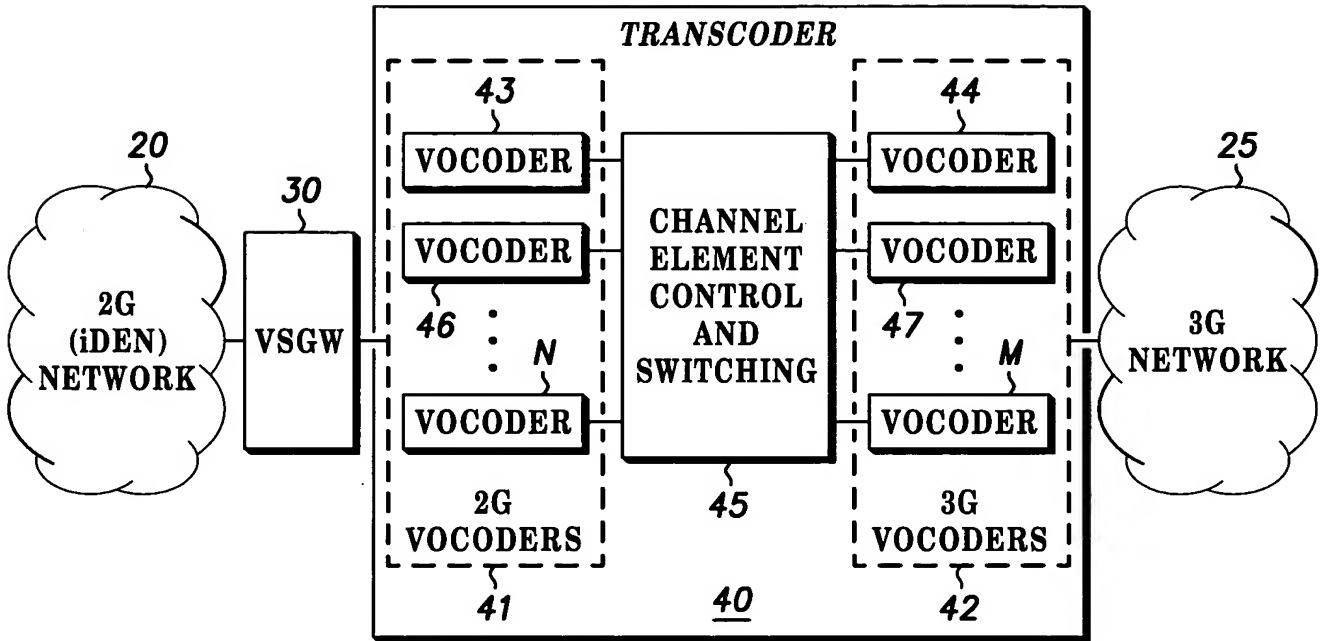 TRANSCODER
43
44
20
25
30
VOCODER
VOCODER
VOCODER
VOCODER
CHANNEL
ELEMENT
CONTROL
AND
SWITCHING
46
47
2G
(iDEN)
NETWORK
VSGW
3G
NETWORK
N
M
VOCODER
VOCODER
45
2G
VOCODERS
3G
VOCODERS
41
40
42